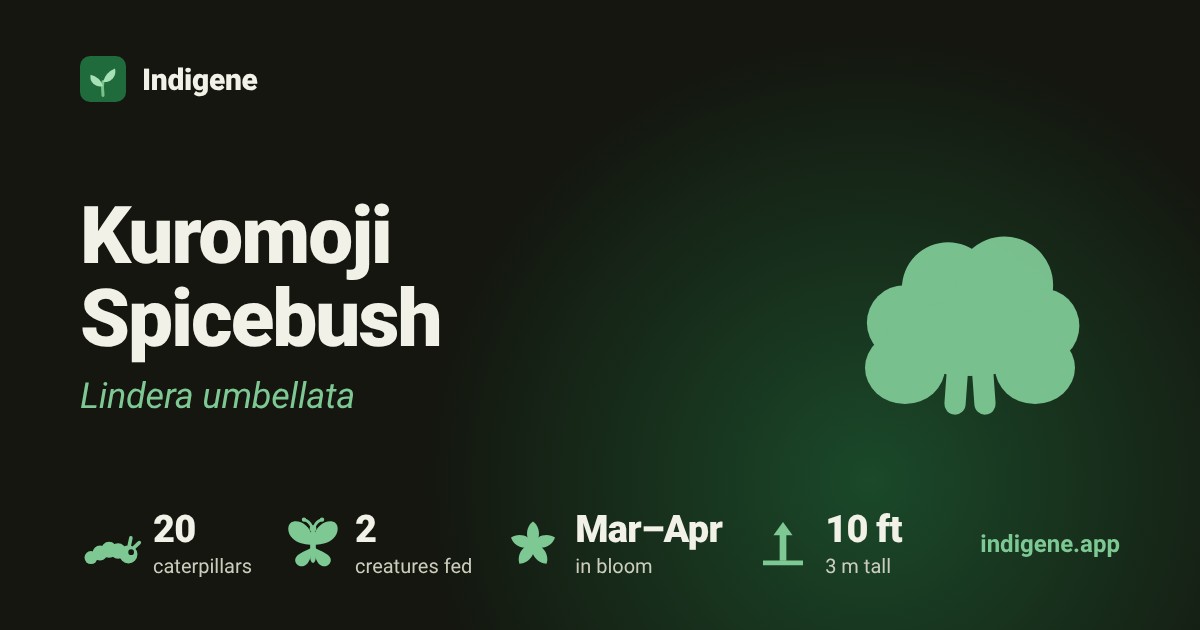 Indigene
Kuromoji
Spicebush
Lindera umbellata
20
caterpillars
2
creatures fed
Mar–Apr
in bloom
10 ft
3 m tall
indigene.app